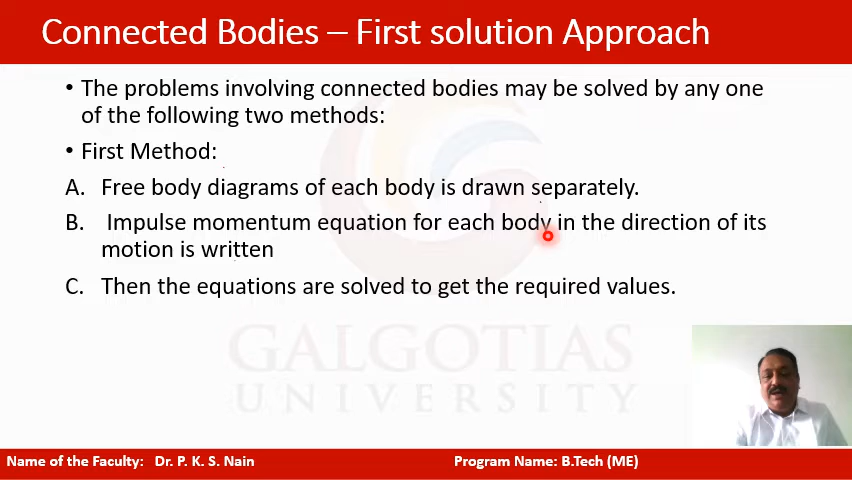 Connected Bodies – First solution Approach
• The problems involving connected bodies may be solved by any one
of the following two methods:
• First Method:
A. Free body diagrams of each body is drawn separately.
B. Impulse momentum equation for each body in the direction of its
motion is written
C. Then the equations are solved to get the required values.
GALGOTIAS
UNIVERSITY
Name of the Faculty: Dr. P. K. S. Nain
Program Name: B.Tech (ME)